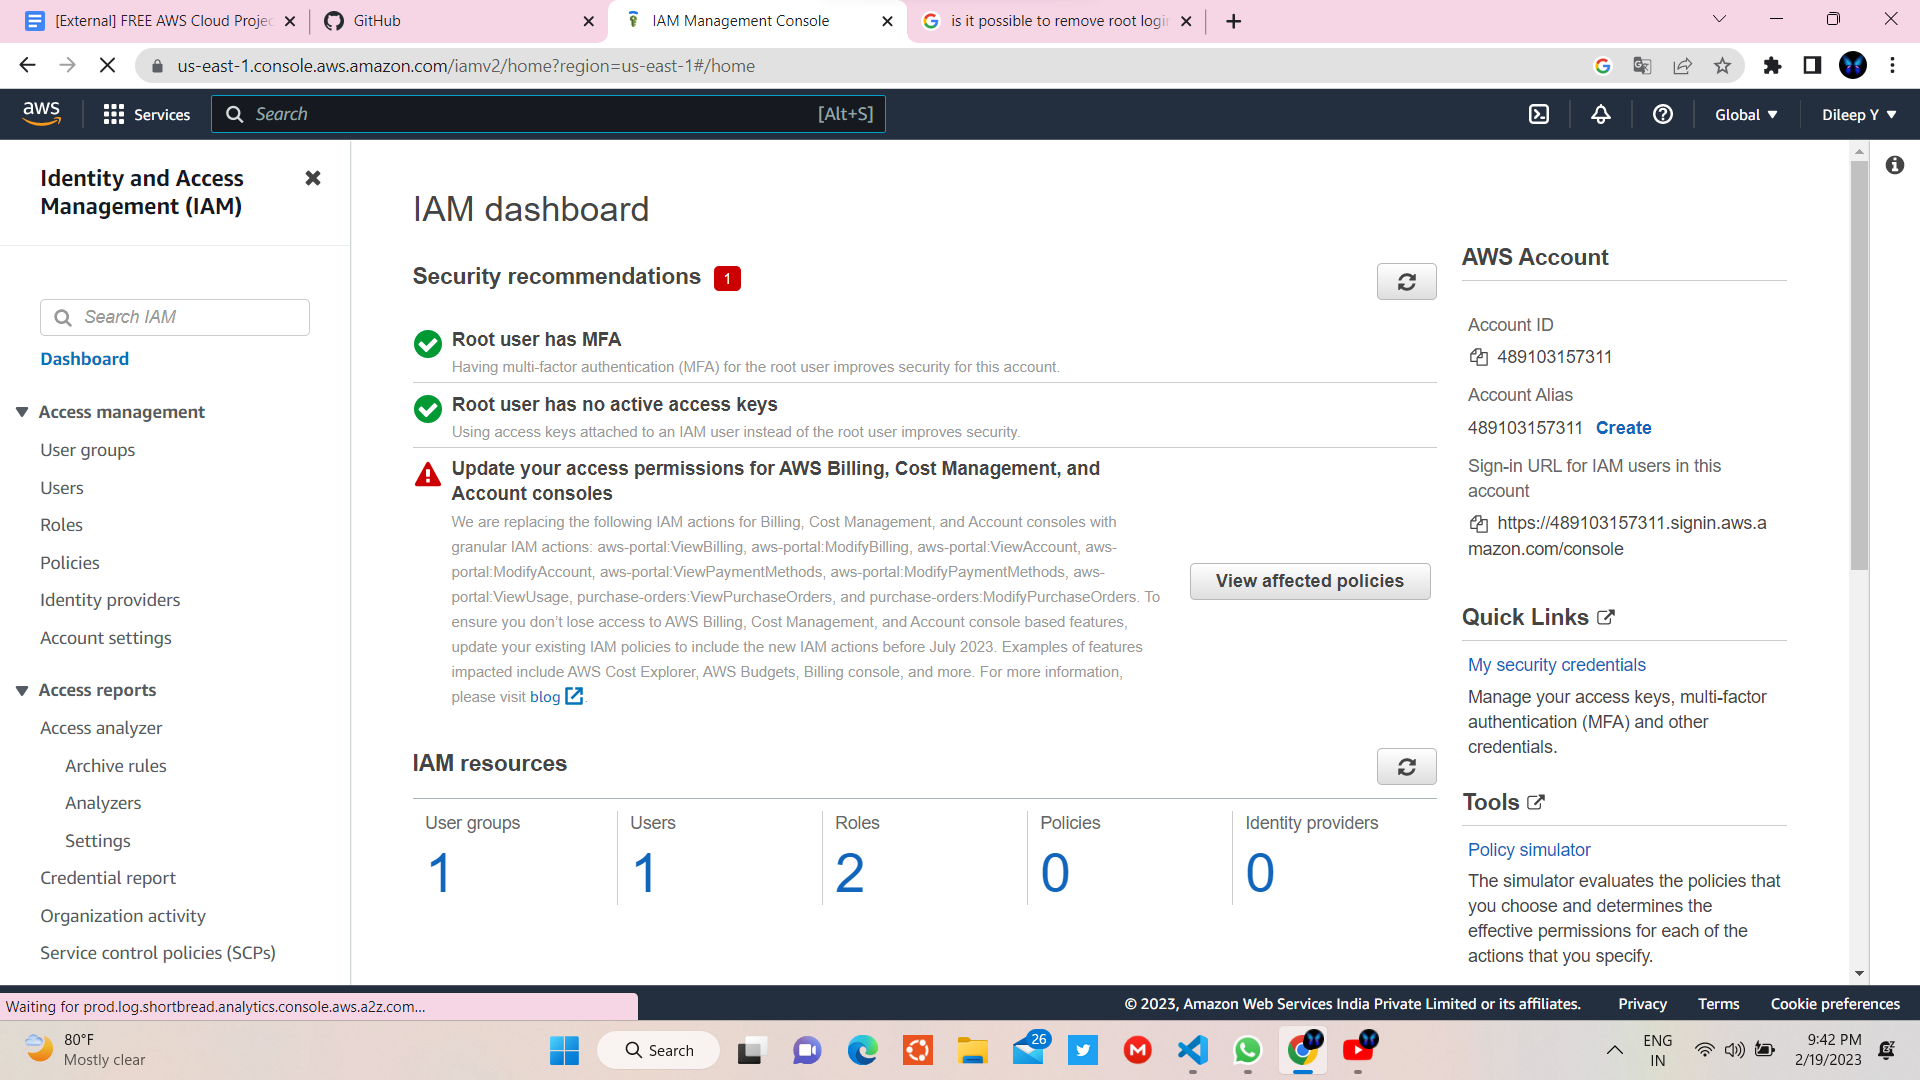 [External] FREE AWS Cloud Projec
GitHub
IAM Management Console
is it possible to remove root login
us-east-1.console.aws.amazon.com/iamv2/home?region=us-east-1#/home
aws
Services
Search
[Alt+S]
Global
Dileep Y
Identity and Access
Management (IAM)
Search IAM
Dashboard
Access management
User groups
Users
Roles
Policies
Identity providers
Account settings
Access reports
Access analyzer
Archive rules
Analyzers
Settings
Credential report
Organization activity
Service control policies (SCPs)
IAM dashboard
Security recommendations 1
Root user has MFA
Having multi-factor authentication (MFA) for the root user improves security for this account.
Root user has no active access keys
Using access keys attached to an IAM user instead of the root user improves security.
Update your access permissions for AWS Billing, Cost Management, and
Account consoles
We are replacing the following IAM actions for Billing, Cost Management, and Account consoles with
granular IAM actions: aws-portal:ViewBilling, aws-portal:ModifyBilling, aws-portal:ViewAccount, aws-
portal:ModifyAccount, aws-portal:ViewPaymentMethods, aws-portal:ModifyPaymentMethods, aws-
portal:ViewUsage, purchase-orders:ViewPurchaseOrders, and purchase-orders:ModifyPurchaseOrders. To
ensure you don’t lose access to AWS Billing, Cost Management, and Account console based features,
update your existing IAM policies to include the new IAM actions before July 2023. Examples of features
impacted include AWS Cost Explorer, AWS Budgets, Billing console, and more. For more information,
please visit blog .
View affected policies
IAM resources
User groups
1
Users
1
Roles
2
Policies
0
Identity providers
0
AWS Account
Account ID
489103157311
Account Alias
489103157311 Create
Sign-in URL for IAM users in this
account
https://489103157311.signin.aws.a
mazon.com/console
Quick Links
My security credentials
Manage your access keys, multi-factor
authentication (MFA) and other
credentials.
Tools
Policy simulator
The simulator evaluates the policies that
you choose and determines the
effective permissions for each of the
actions that you specify.
Waiting for prod.log.shortbread.analytics.console.aws.a2z.com...
© 2023, Amazon Web Services India Private Limited or its affiliates.
Privacy
Terms
Cookie preferences
80°F
Mostly clear
Search
26
ENG
IN
9:42 PM
2/19/2023